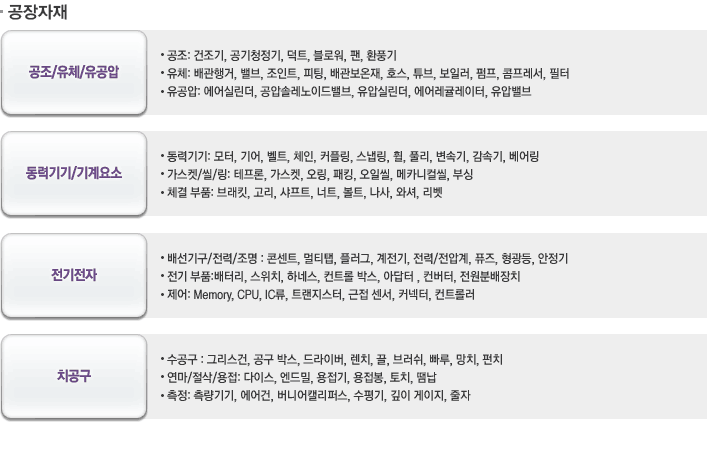 · 공장자재
공조/유체/유공압
• 공조: 건조기, 공기청정기, 덕트, 블로워, 팬, 환풍기
• 유체: 배관행거, 밸브, 조인트, 피팅, 배관보온재, 호스, 튜브, 보일러, 펌프, 콤프레서, 필터
• 유공압: 에어실린더, 공압솔레노이드밸브, 유압실린더, 에어레귤레이터, 유압밸브
동력기기/기계요소
• 동력기기: 모터, 기어, 벨트, 체인, 커플링, 스냅링, 휠, 풀리, 변속기, 감속기, 베어링
• 가스켓/씰/링: 테프론, 가스켓, 오링, 패킹, 오일씰, 메카니컬씰, 부싱
• 체결 부품: 브래킷, 고리, 샤프트, 너트, 볼트, 나사, 와셔, 리벳
전기전자
• 배선기구/전력/조명 : 콘센트, 멀티탭, 플러그, 계전기, 전력/전압계, 퓨즈, 형광등, 안정기
• 전기 부품:배터리, 스위치, 하네스, 컨트롤 박스, 아답터 , 컨버터, 전원분배장치
• 제어: Memory, CPU, IC류, 트랜지스터, 근접 센서, 커넥터, 컨트롤러
치공구
• 수공구 : 그리스건, 공구 박스, 드라이버, 렌치, 끌, 브러쉬, 빠루, 망치, 펀치
• 연마/절삭/용접: 다이스, 엔드밀, 용접기, 용접봉, 토치, 땜납
• 측정: 측량기기, 에어건, 버니어캘리퍼스, 수평기, 깊이 게이지, 줄자